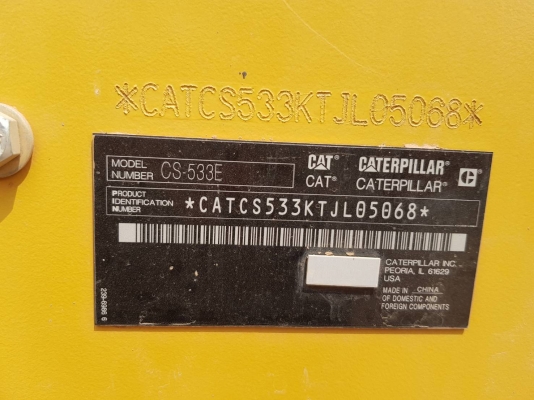 *CATCS533KTJL05068*
MODEL NUMBER CS-533E
CAT® CATERPILLAR®
CAT® CATERPILLAR®
PRODUCT IDENTIFICATION NUMBER
*CATCS533KTJL05068*
CATERPILLAR INC.
PEORIA, IL 61629
USA
MADE IN CHINA
OF DOMESTIC AND
FOREIGN COMPONENTS
239-6986 6